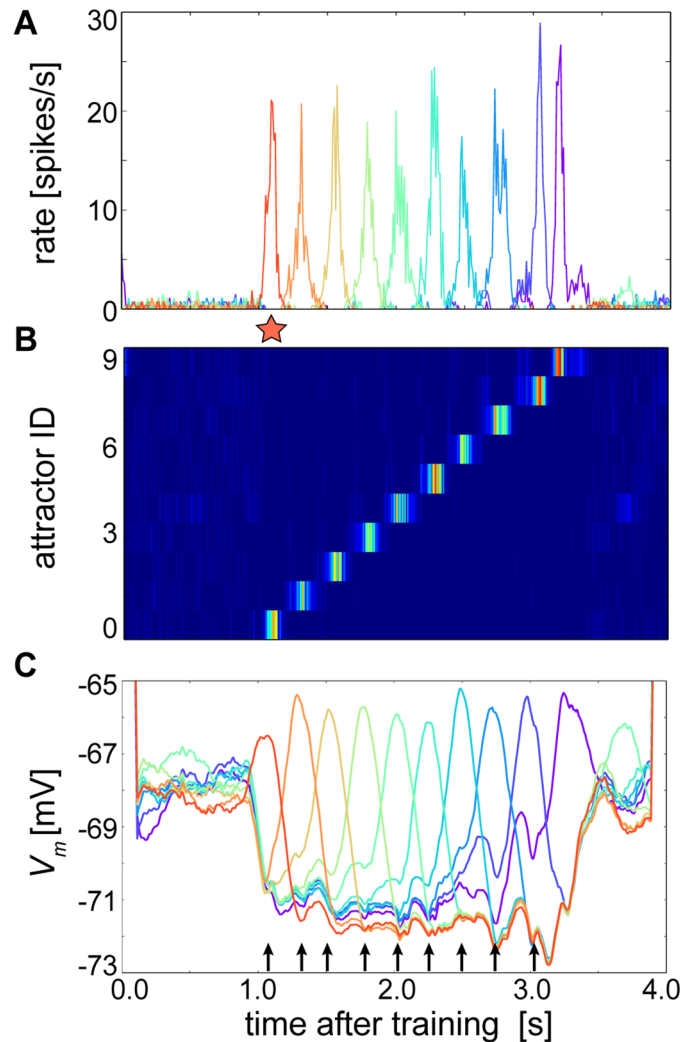 A
rate [spikes/s]
30
20
10
0
B
attractor ID
9
6
3
0
C
Vm [mV]
-65
-67
-69
-71
-73
0.0 1.0 2.0 3.0 4.0
time after training [s]